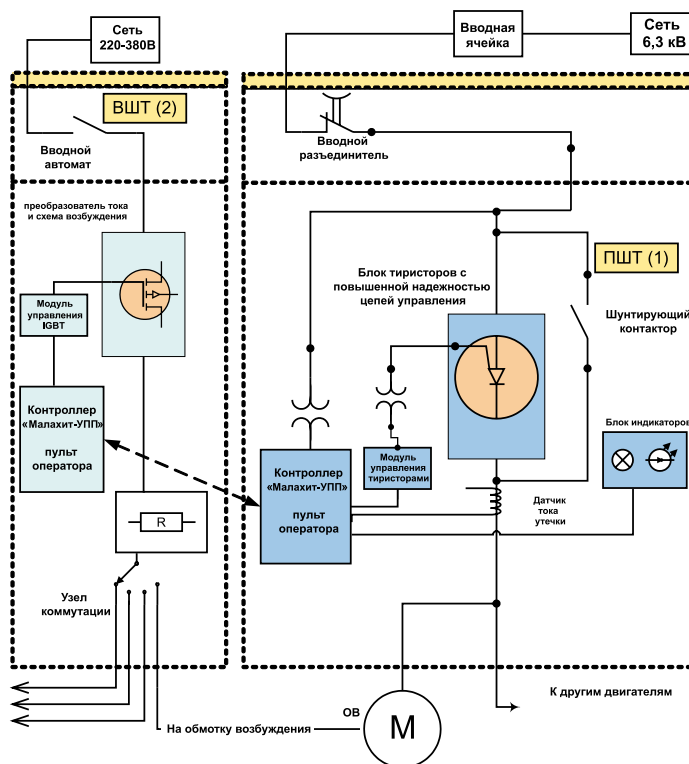 Сеть
220-380В
Вводная
ячейка
Сеть
6,3 кВ
ВШТ (2)
Вводной
автомат
Вводной
разъединитель
преобразователь тока
и схема возбуждения
ПШТ (1)
Блок тиристоров с
повышенной надежностью
цепей управления
Модуль
управления
IGBT
Шунтирующий
контактор
Контроллер
«Малахит-УПП»
пульт
оператора
Блок индикаторов
Контроллер
«Малахит-УПП»
пульт
оператора
Модуль
управления
тиристорами
Датчик
тока
утечки
R
Узел
коммутации
К другим двигателям
ОВ
На обмотку возбуждения
М